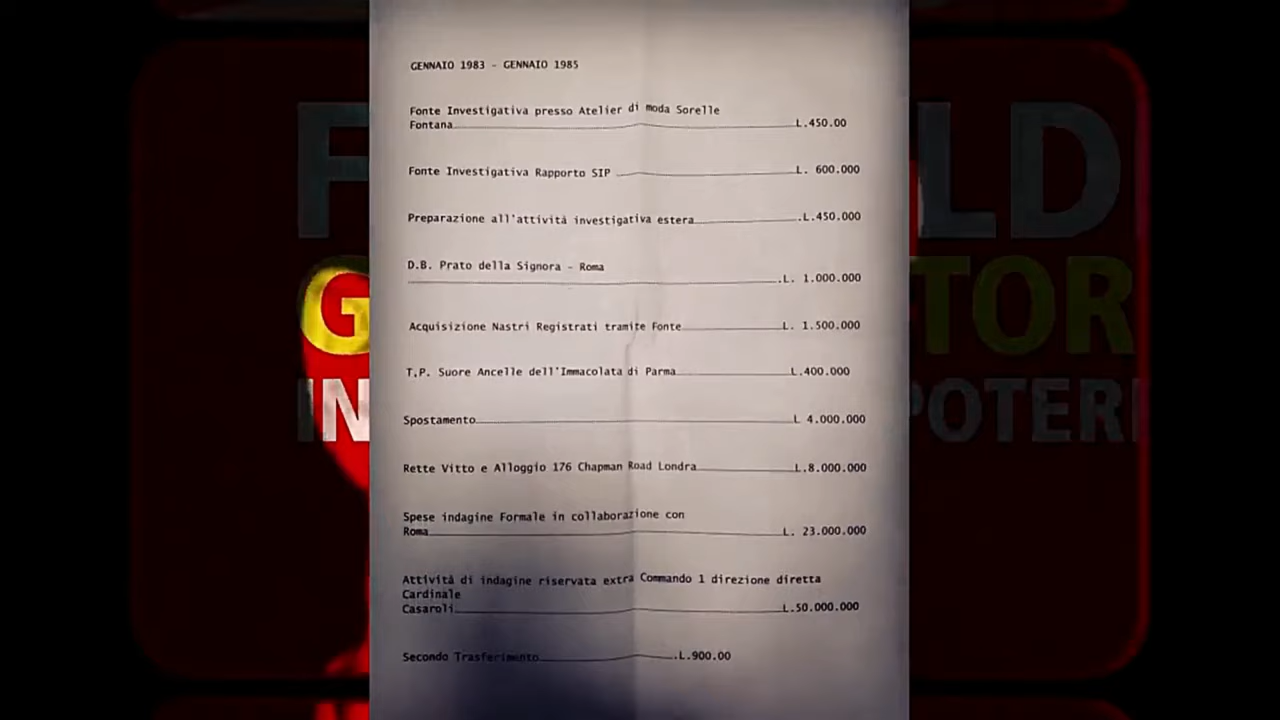 GENNAIO 1983 - GENNAIO 1985
Fonte Investigativa presso Atelier di moda Sorelle
Fontana L.450.00
Fonte Investigativa Rapporto SIP L. 600.000
Preparazione all'attività investigativa estera .L.450.000
D.B. Prato della Signora - Roma
.L. 1.000.000
Acquisizione Nastri Registrati tramite Fonte L. 1.500.000
T.P. Suore Ancelle dell'Immacolata di Parma L.400.000
Spostamento L 4.000.000
Rette Vitto e Alloggio 176 Chapman Road Londra L.8.000.000
Spese indagine Formale in collaborazione con
Roma L. 23.000.000
Attività di indagine riservata extra Commando 1 direzione diretta
Cardinale
Casaroli L.50.000.000
Secondo Trasferimento .L.900.00
F LD
G TOR
IN POTERI